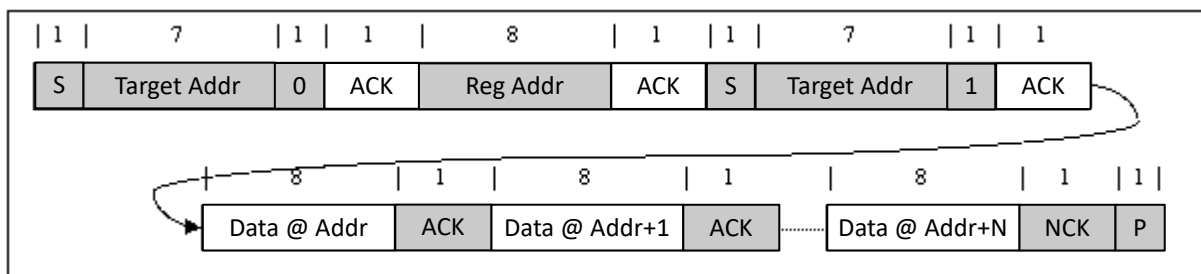 | 1 | 7 | 1 | 1 | 8 | 1 | 1 | 7 | 1 | 1
S Target Addr 0 ACK Reg Addr ACK S Target Addr 1 ACK
| 8 | 1 | 8 | 1 | 8 | 1 | 1 |
Data @ Addr ACK Data @ Addr+1 ACK Data @ Addr+N NCK P